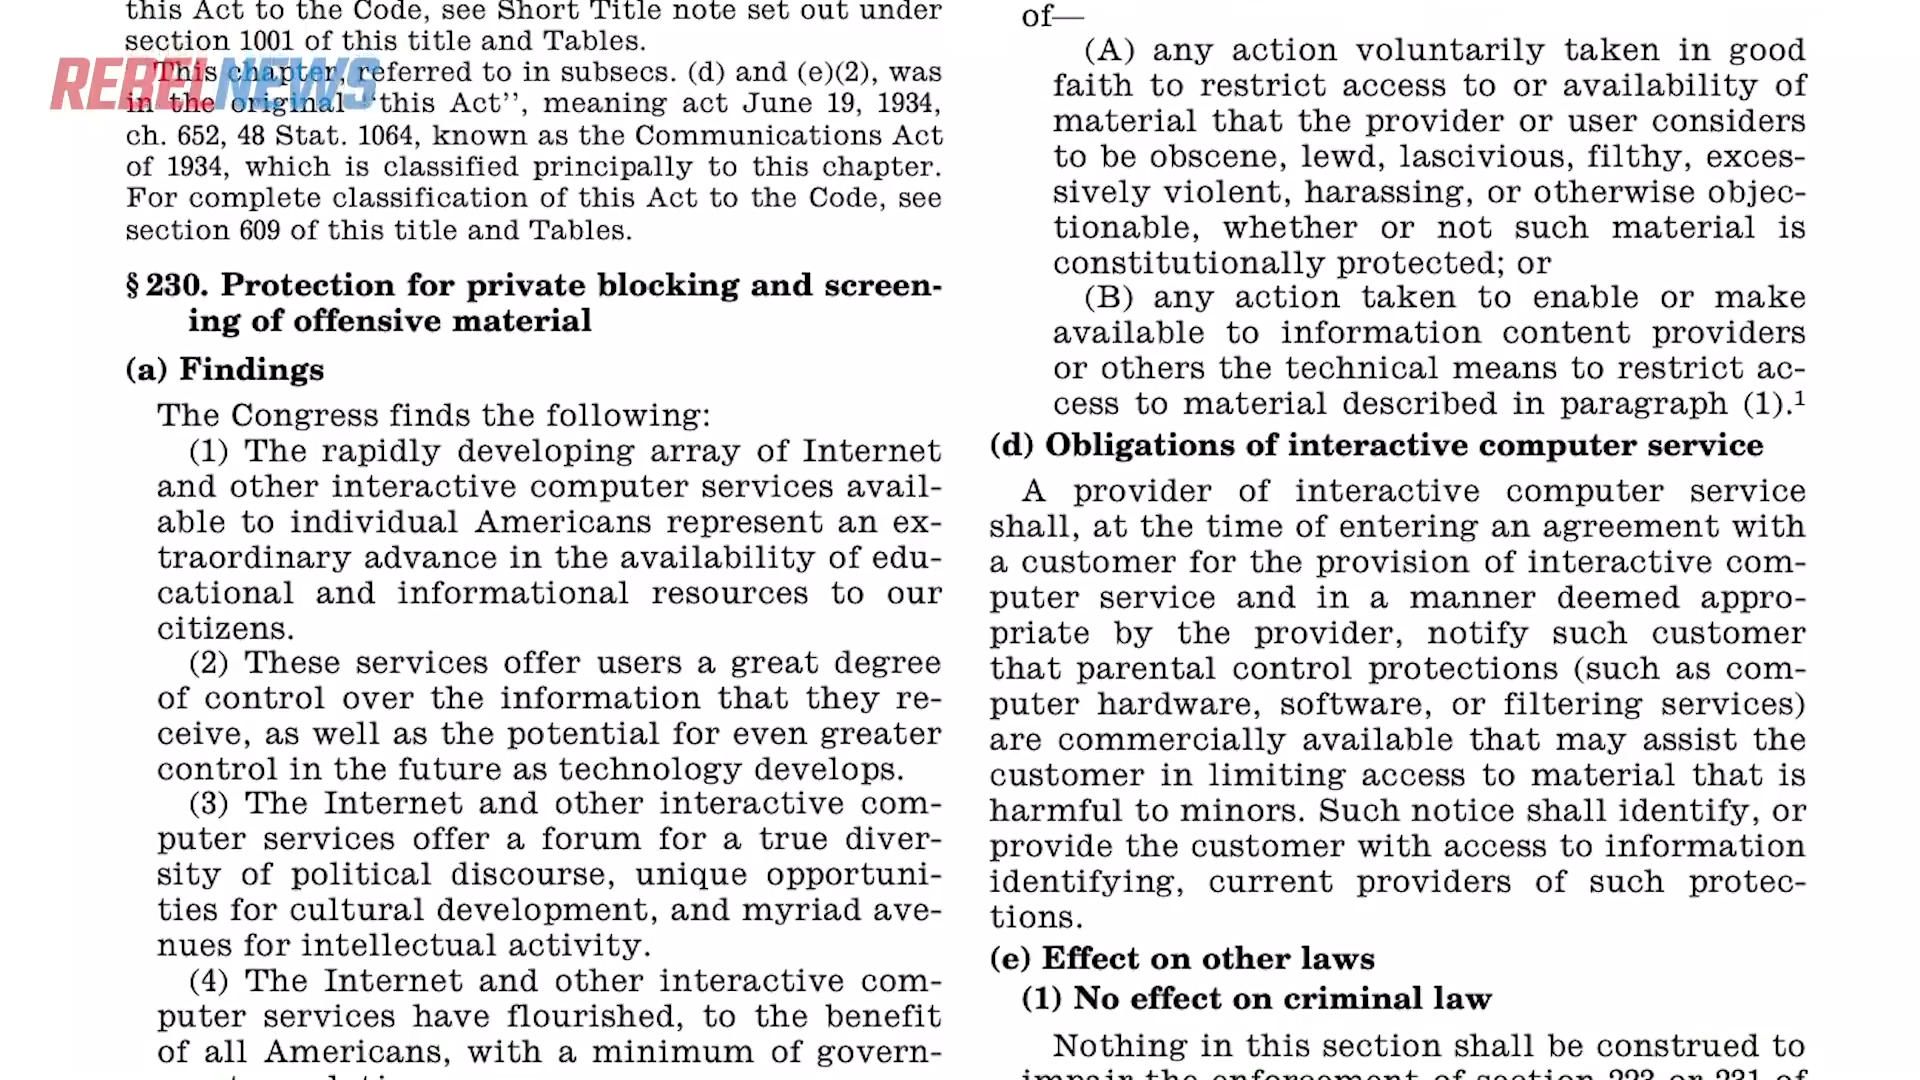 this Act to the Code, see Short Title note set out under
section 1001 of this title and Tables.
REBELNEWS
This chapter, referred to in subsecs. (d) and (e)(2), was
in the original ‘‘this Act’’, meaning act June 19, 1934,
ch. 652, 48 Stat. 1064, known as the Communications Act
of 1934, which is classified principally to this chapter.
For complete classification of this Act to the Code, see
section 609 of this title and Tables.
§ 230. Protection for private blocking and screen-
ing of offensive material
(a) Findings
The Congress finds the following:
(1) The rapidly developing array of Internet
and other interactive computer services avail-
able to individual Americans represent an ex-
traordinary advance in the availability of edu-
cational and informational resources to our
citizens.
(2) These services offer users a great degree
of control over the information that they re-
ceive, as well as the potential for even greater
control in the future as technology develops.
(3) The Internet and other interactive com-
puter services offer a forum for a true diver-
sity of political discourse, unique opportuni-
ties for cultural development, and myriad ave-
nues for intellectual activity.
(4) The Internet and other interactive com-
puter services have flourished, to the benefit
of all Americans, with a minimum of govern-
of—
(A) any action voluntarily taken in good
faith to restrict access to or availability of
material that the provider or user considers
to be obscene, lewd, lascivious, filthy, exces-
sively violent, harassing, or otherwise objec-
tionable, whether or not such material is
constitutionally protected; or
(B) any action taken to enable or make
available to information content providers
or others the technical means to restrict ac-
cess to material described in paragraph (1).¹
(d) Obligations of interactive computer service
A provider of interactive computer service
shall, at the time of entering an agreement with
a customer for the provision of interactive com-
puter service and in a manner deemed appro-
priate by the provider, notify such customer
that parental control protections (such as com-
puter hardware, software, or filtering services)
are commercially available that may assist the
customer in limiting access to material that is
harmful to minors. Such notice shall identify, or
provide the customer with access to information
identifying, current providers of such protec-
tions.
(e) Effect on other laws
(1) No effect on criminal law
Nothing in this section shall be construed to
impair the enforcement of section 223 or 231 of